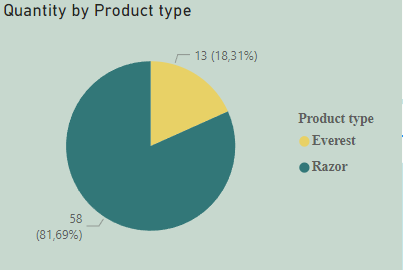 Quantity by Product type
13 (18,31%)
Product type
Everest
Razor
58
(81,69%)